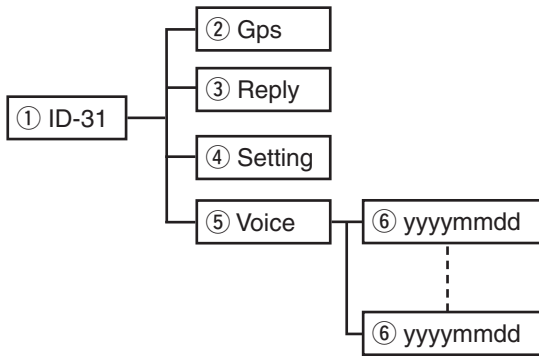 ② Gps
③ Reply
① ID-31
④ Setting
⑤ Voice
⑥ yyyymmdd
⑥ yyyymmdd